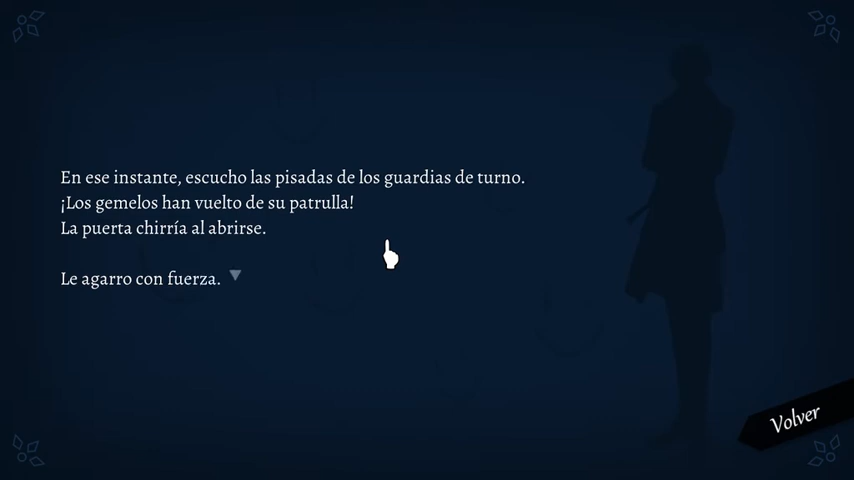 En ese instante, escucho las pisadas de los guardias de turno.
¡Los gemelos han vuelto de su patrulla!
La puerta chirría al abrirse.
Le agarro con fuerza.
Volver